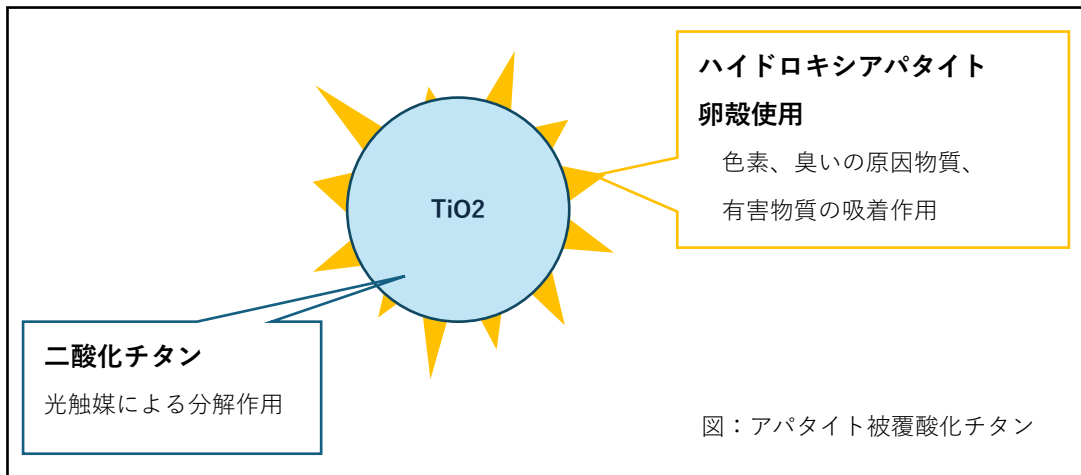 ハイドロキシアパタイト
卵殻使用
色素、臭いの原因物質、
有害物質の吸着作用
TiO2
二酸化チタン
光触媒による分解作用
図：アパタイト被覆酸化チタン